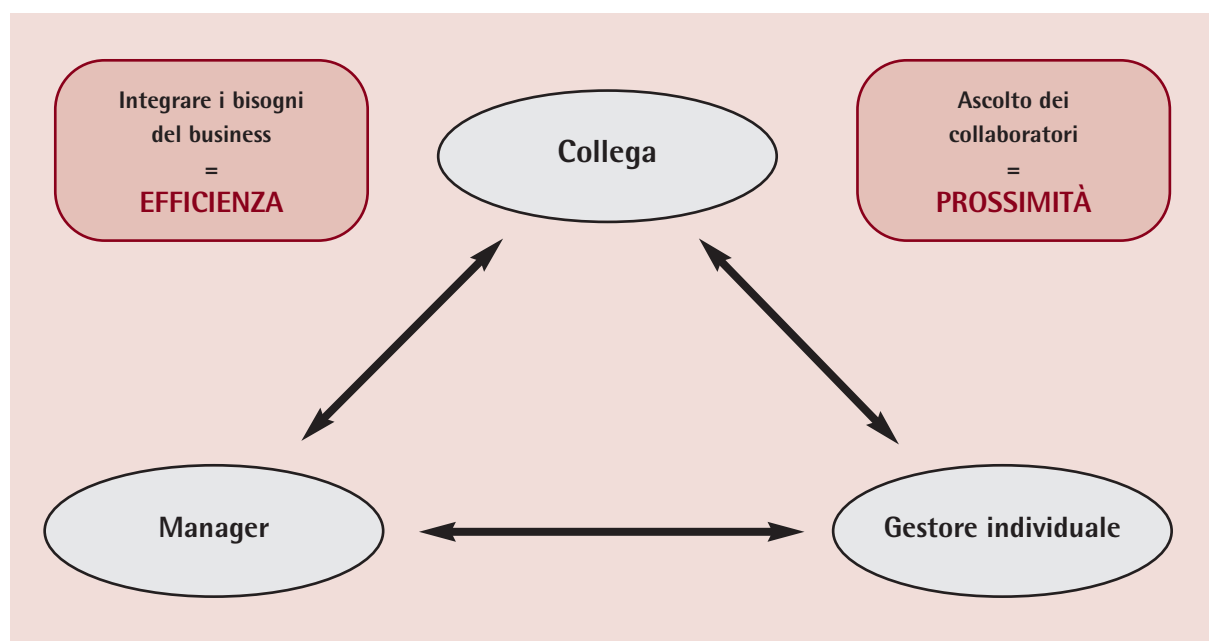 Integrare i bisogni
del business
=
EFFICIENZA
Collega
Ascolto dei
collaboratori
=
PROSSIMITÀ
Manager
Gestore individuale